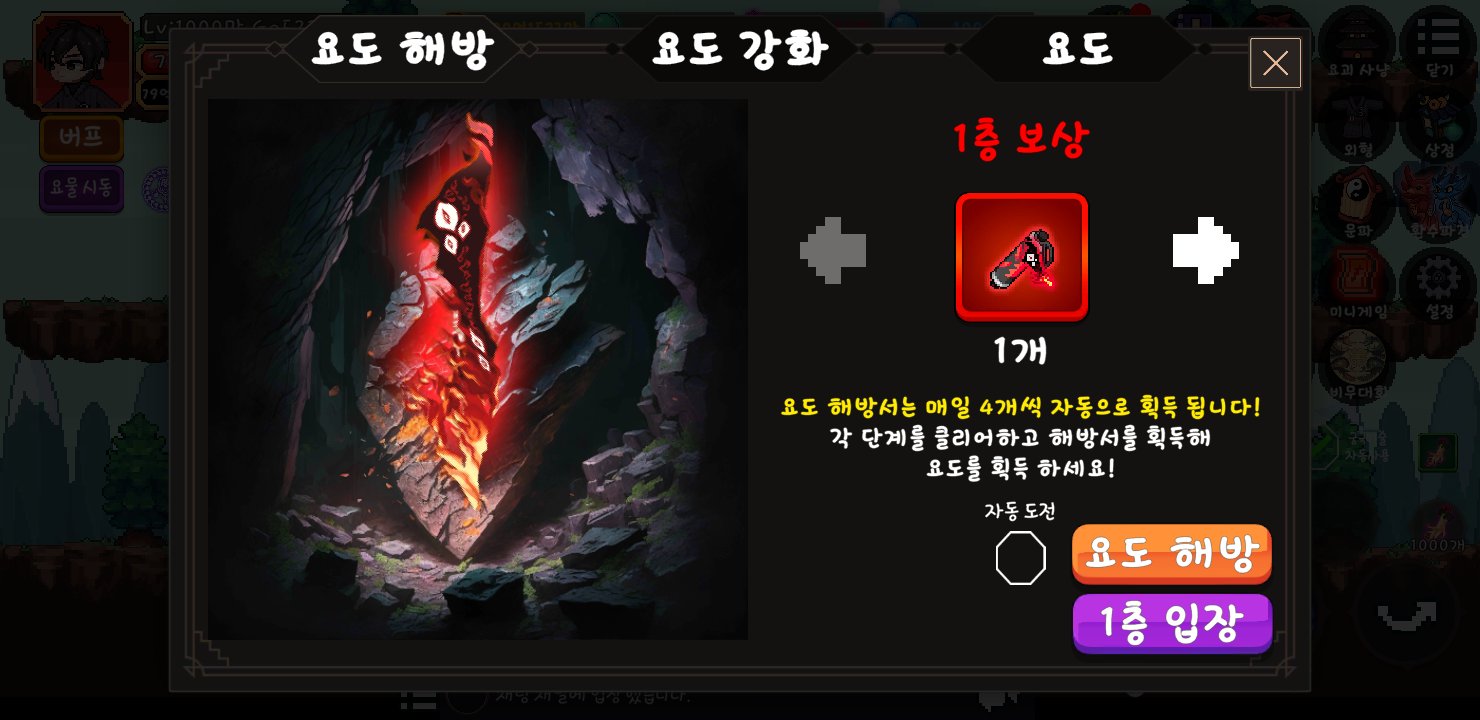 요도 해방
요도 강화
요도
버프
요물시동
1층 보상
1개
요도 해방서는 매일 4개씩 자동으로 획득 됩니다!
각 단계를 클리어하고 해방서를 획득해
요도를 획득 하세요!
자동 도전
요도 해방
1층 입장
요괴 사냥
닫기
외형
상점
문파
환수파견
미니게임
설정
비무대회
자동사용
1000개